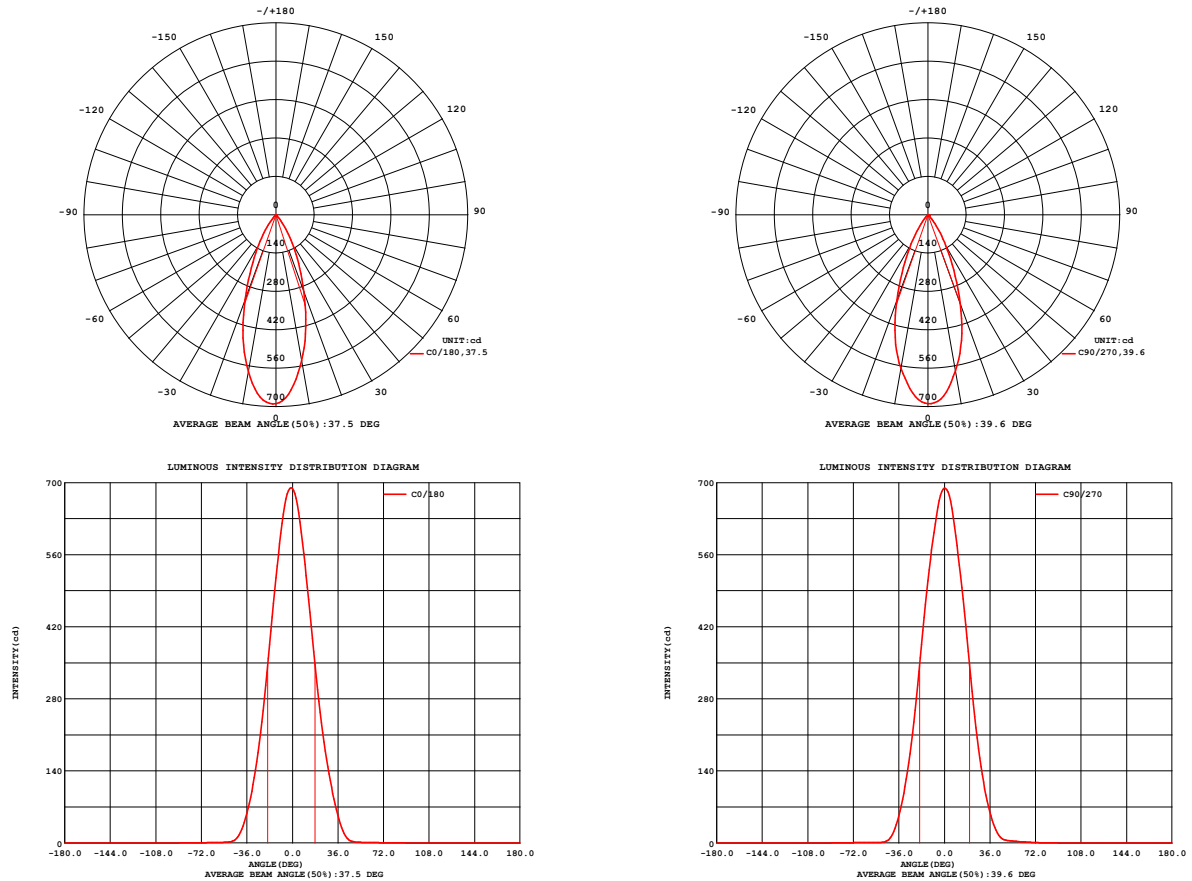 -/+180
-150 150
-120 120
-90 90
-60 60
-30 30
0
140
280
420
560
700
0
UNIT:cd
C0/180,37.5
AVERAGE BEAM ANGLE(50%):37.5 DEG
-/+180
-150 150
-120 120
-90 90
-60 60
-30 30
0
140
280
420
560
700
0
UNIT:cd
C90/270,39.6
AVERAGE BEAM ANGLE(50%):39.6 DEG
LUMINOUS INTENSITY DISTRIBUTION DIAGRAM
C0/180
INTENSITY(cd)
700
560
420
280
140
0
-180.0 -144.0 -108.0 -72.0 -36.0 0.0 36.0 72.0 108.0 144.0 180.0
ANGLE(DEG)
AVERAGE BEAM ANGLE(50%):37.5 DEG
LUMINOUS INTENSITY DISTRIBUTION DIAGRAM
C90/270
INTENSITY(cd)
700
560
420
280
140
0
-180.0 -144.0 -108.0 -72.0 -36.0 0.0 36.0 72.0 108.0 144.0 180.0
ANGLE(DEG)
AVERAGE BEAM ANGLE(50%):39.6 DEG